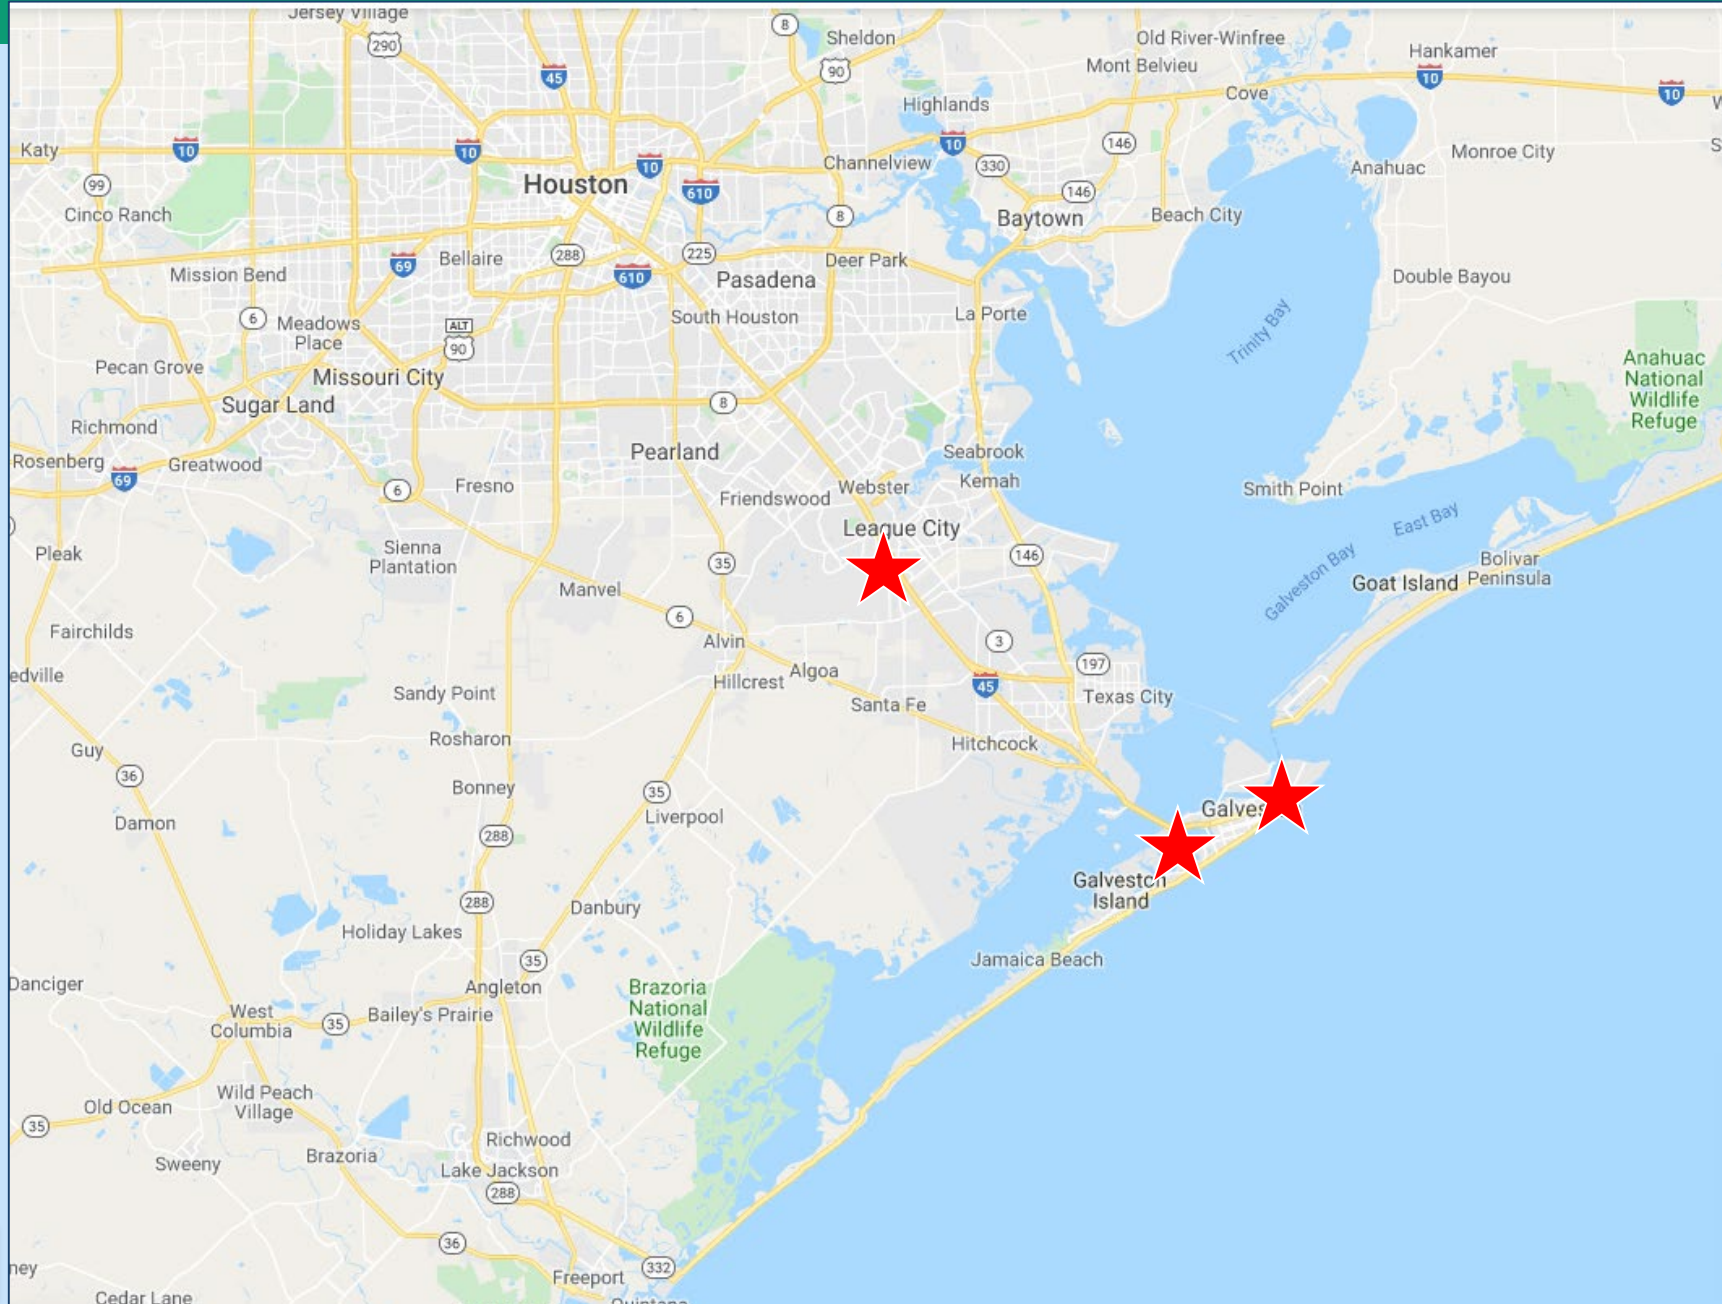 Jersey Village
290
8
Sheldon
Old River-Winfree
Hankamer
45
90
Mont Belvieu
10
10
Highlands
Cove
Katy
10
10
10
Channelview
10
330
146
Anahuac
Monroe City
99
Houston
610
146
Cinco Ranch
8
Baytown
Beach City
Mission Bend
69
Bellaire
288
225
610
Pasadena
Deer Park
Double Bayou
6
Meadows
Place
ALT
90
South Houston
La Porte
Trinity Bay
Pecan Grove
Missouri City
Anahuac
National
Wildlife
Refuge
Sugar Land
8
Richmond
Rosenberg
69
Greatwood
Pearland
Seabrook
6
Fresno
Friendswood
Webster
Kemah
Smith Point
League City
East Bay
Pleak
Sienna
Plantation
35
146
Galveston Bay
Goat Island
Bolivar
Peninsula
Manvel
6
Fairchilds
Alvin
3
edville
Hillcrest
Algoa
197
45
Texas City
Sandy Point
Santa Fe
Guy
Rosharon
Hitchcock
36
Bonney
35
Damon
288
Liverpool
Galves
Galveston
Island
288
Danbury
Holiday Lakes
35
Jamaica Beach
Danciger
Angleton
Brazoria
National
Wildlife
Refuge
West
Columbia
35
Bailey's Prairie
Old Ocean
Wild Peach
Village
35
Richwood
Sweeny
Brazoria
Lake Jackson
288
36
332
ney
Freeport
Cedar Lane
Quintana